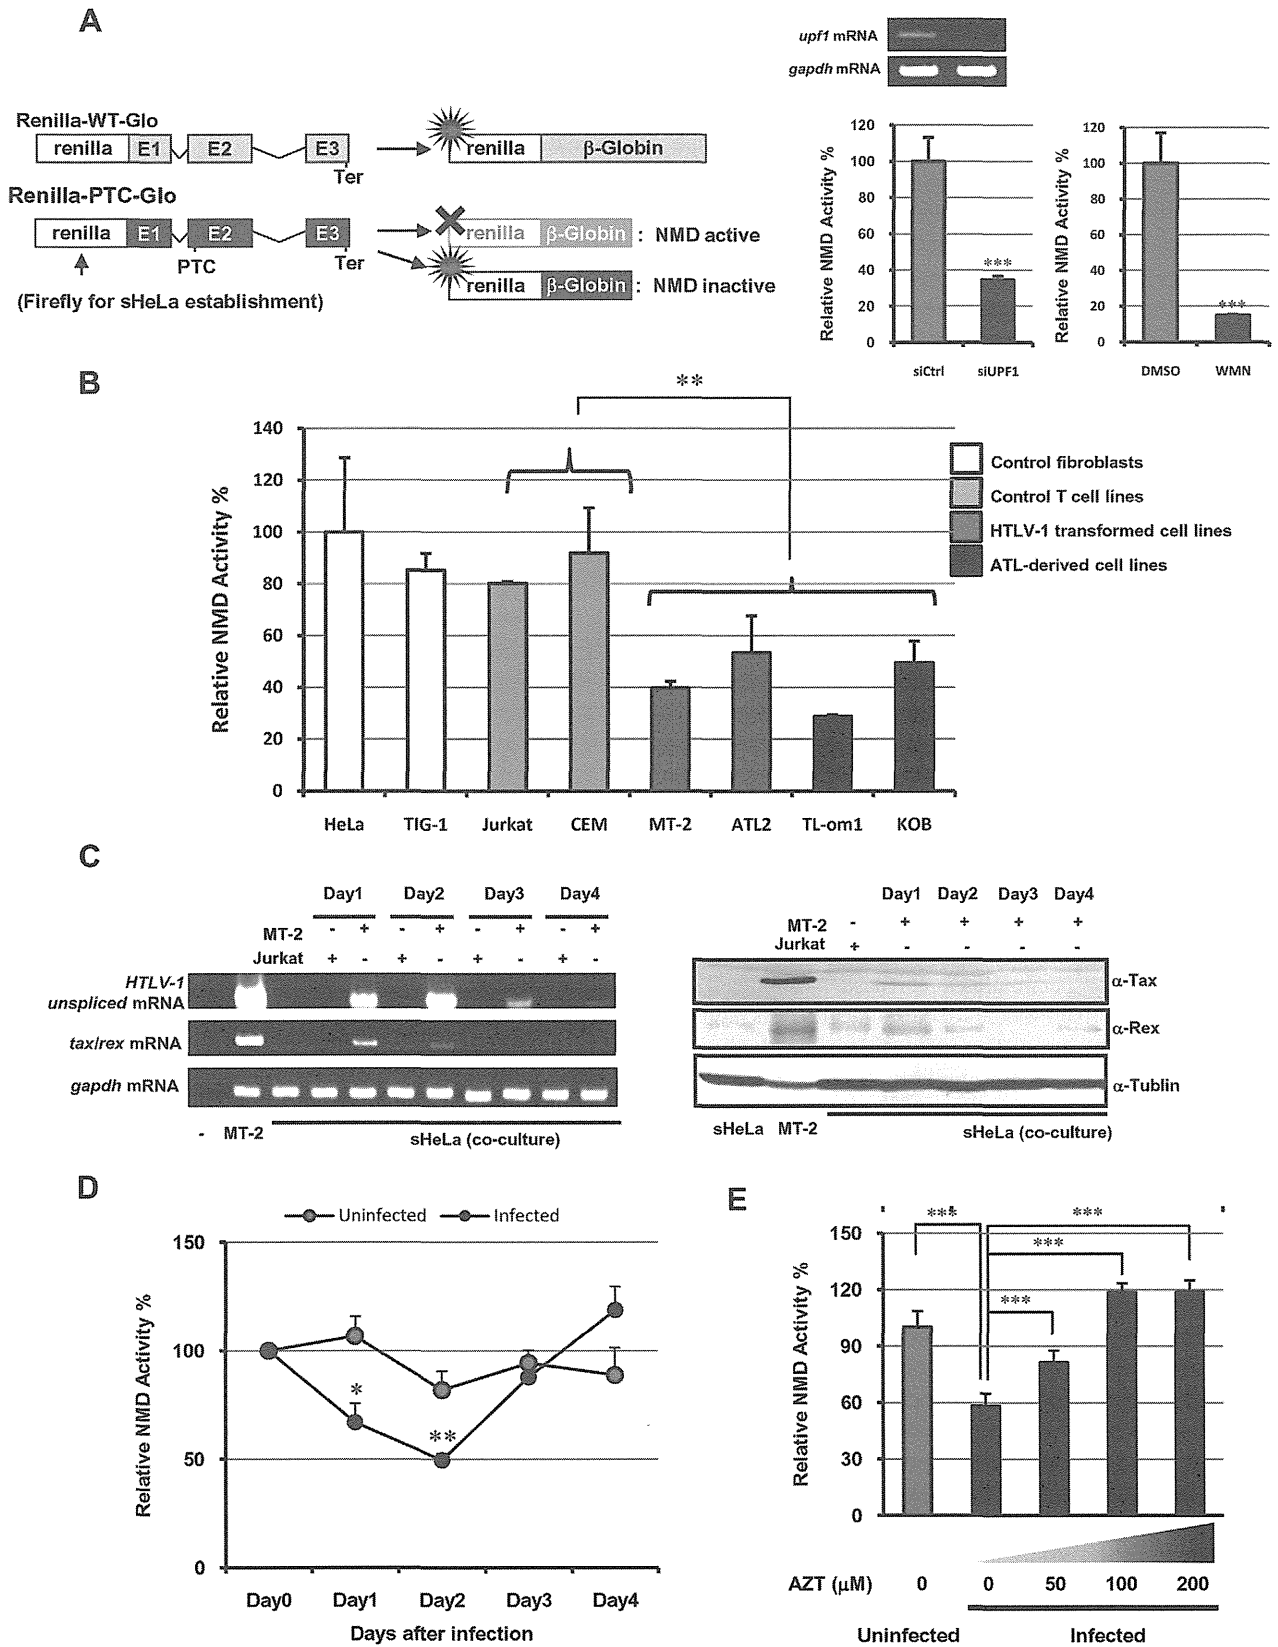 A
upf1 mRNA
gapdh mRNA
Renilla-WT-Glo
renilla E1 E2 E3
Ter
renilla β-Globin
Renilla-PTC-Glo
renilla E1 E2 E3
PTC
Ter
renilla β-Globin : NMD active
renilla β-Globin : NMD inactive
(Firefly for sHeLa establishment)
Relative NMD Activity %
120
100
80
60
40
20
0
***
siCtrl siUPF1
Relative NMD Activity %
120
100
80
60
40
20
0
***
DMSO WMN
B
**
Relative NMD Activity %
140
120
100
80
60
40
20
0
HeLa TIG-1 Jurkat CEM MT-2 ATL2 TL-om1 KOB
Control fibroblasts
Control T cell lines
HTLV-1 transformed cell lines
ATL-derived cell lines
C
Day1 Day2 Day3 Day4
MT-2 - + - + - + - +
Jurkat + - + - + - + -
HTLV-1
unspliced mRNA
tax/rex mRNA
gapdh mRNA
- MT-2 sHeLa (co-culture)
Day1 Day2 Day3 Day4
MT-2 - + + + +
Jurkat + - - - -
α-Tax
α-Rex
α-Tublin
sHeLa MT-2 sHeLa (co-culture)
D
Uninfected Infected
Relative NMD Activity %
150
100
50
0
*
**
Day0 Day1 Day2 Day3 Day4
Days after infection
E
Relative NMD Activity %
150
120
90
60
30
0
*** ***
***
***
AZT (μM) 0 0 50 100 200
Uninfected Infected